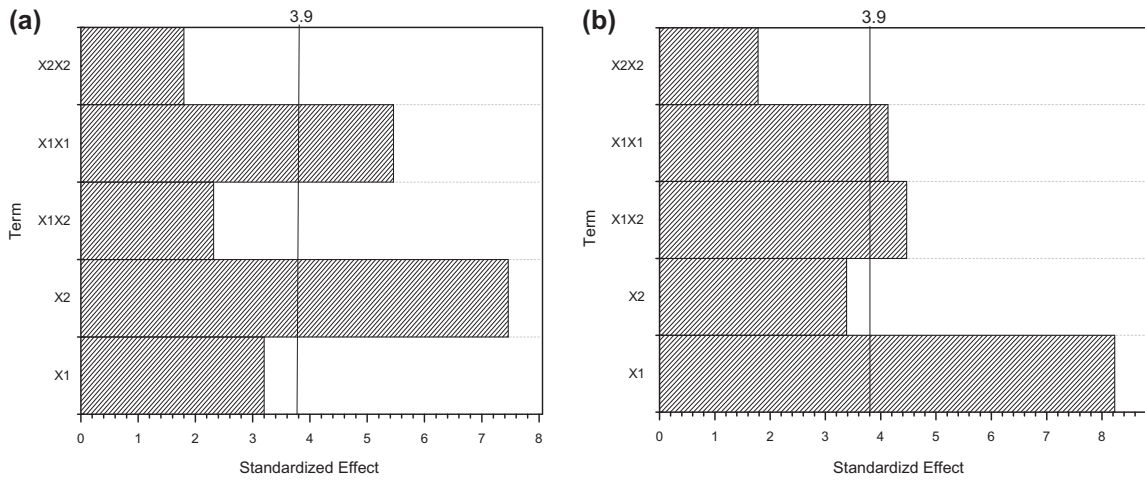 (a)
3.9
X2X2
X1X1
X1X2
X2
X1
Term
0 1 2 3 4 5 6 7 8
Standardized Effect
(b)
3.9
X2X2
X1X1
X1X2
X2
X1
Term
0 1 2 3 4 5 6 7 8
Standardizd Effect